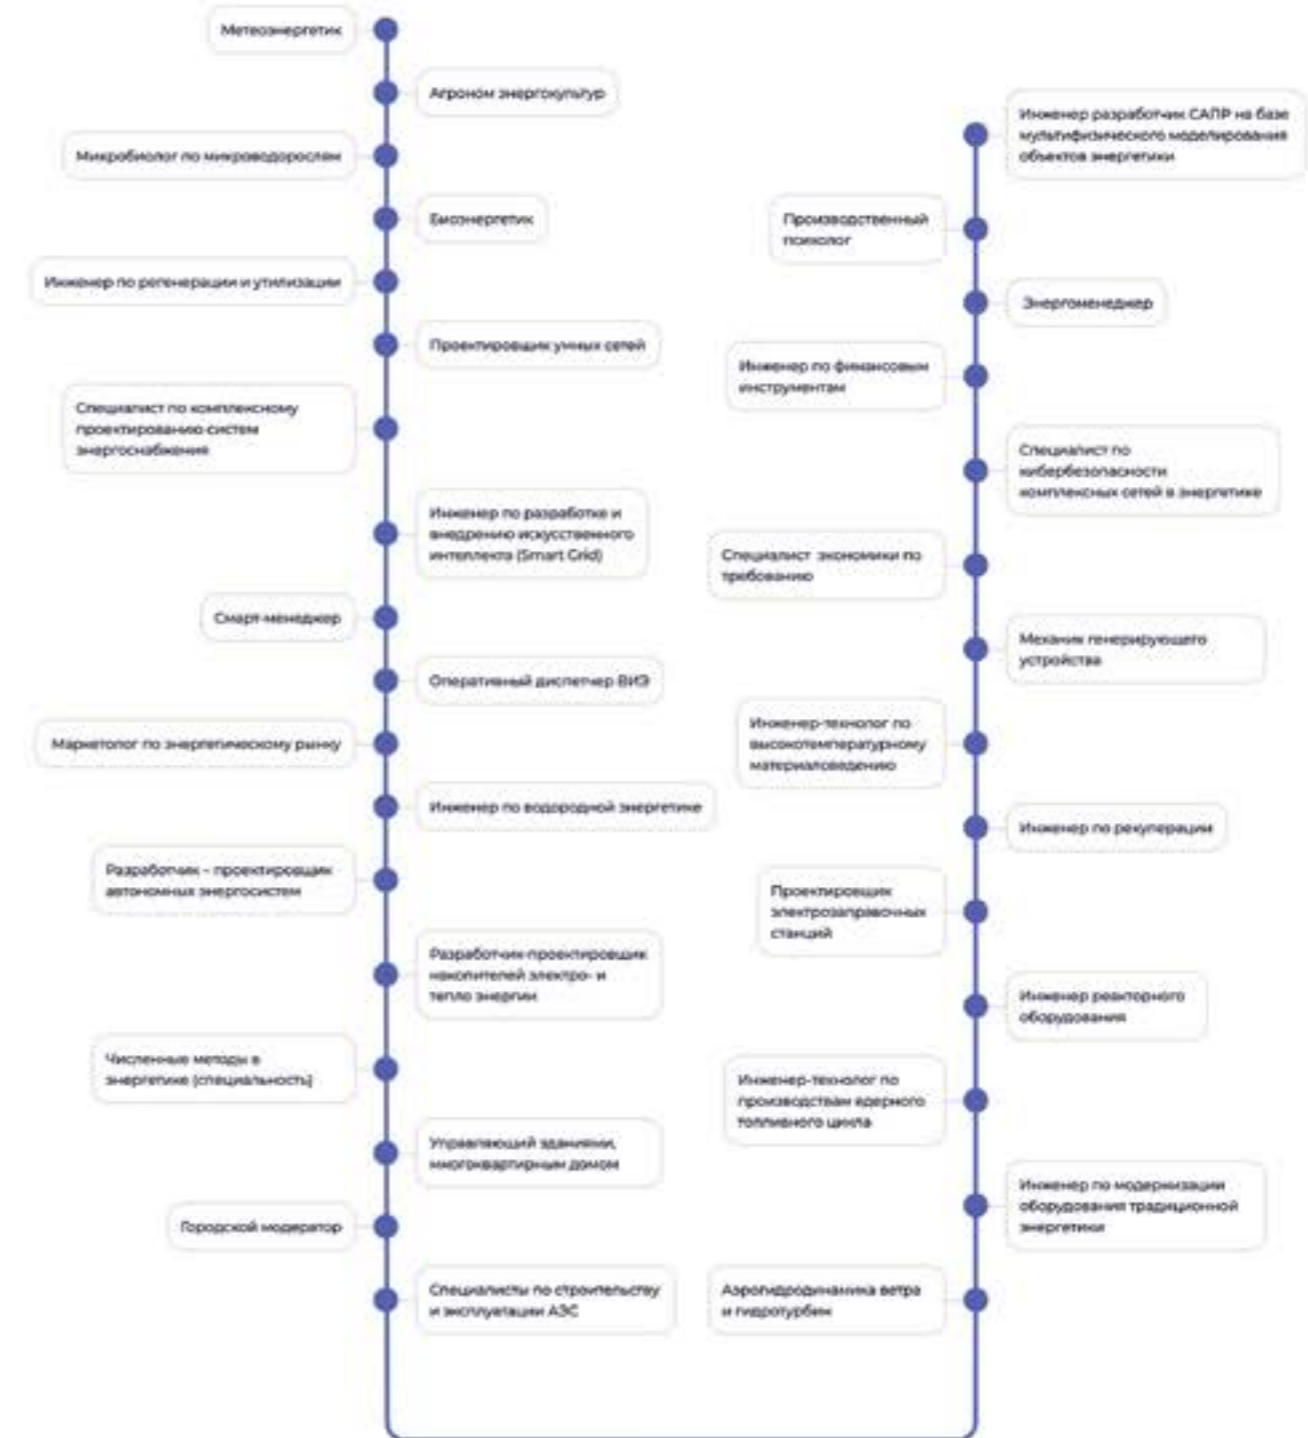 Метеоэнергетик
Агроном энергокультур
Микробиолог по микроводорослям
Биоэнергетик
Инженер по регенерации и утилизации
Проектировщик умных сетей
Специалист по комплексному
проектированию систем
энергоснабжения
Инженер по разработке и
внедрению искусственного
интеллекта (Smart Grid)
Смарт-менеджер
Оперативный диспетчер ВИЭ
Маркетолог по энергетическому рынку
Инженер по водородной энергетике
Разработчик – проектировщик
автономных энергосистем
Разработчик-проектировщик
накопителей электро- и
тепло энергии
Численные методы в
энергетике (специальность)
Управляющий зданиями,
многоквартирным домом
Городской модератор
Специалисты по строительству
и эксплуатации АЭС
Инженер разработчик САПР на базе
мультифизического моделирования
объектов энергетики
Производственный
психолог
Энергоменеджер
Инженер по финансовым
инструментам
Специалист по
кибербезопасности
комплексных сетей в энергетике
Специалист экономики по
требованию
Механик генерирующего
устройства
Инженер-технолог по
высокотемпературному
материаловедению
Инженер по рекуперации
Проектировщик
электрозаправочных
станций
Инженер реакторного
оборудования
Инженер-технолог по
производствам ядерного
топливного цикла
Инженер по модернизации
оборудования традиционной
энергетики
Аэрогидродинамика ветра
и гидротурбин